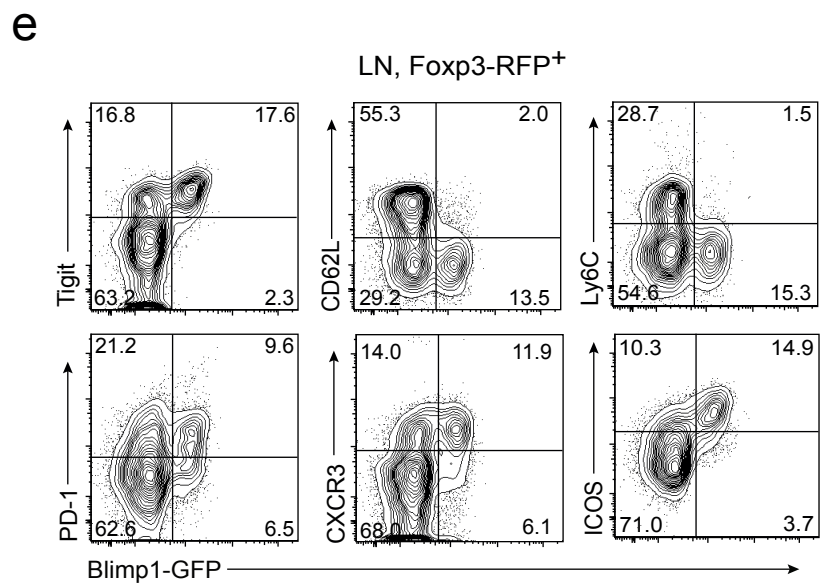 e
LN, Foxp3-RFP+
16.8 17.6
Tigit
63.2 2.3
55.3 2.0
CD62L
29.2 13.5
28.7 1.5
Ly6C
54.6 15.3
21.2 9.6
PD-1
62.6 6.5
14.0 11.9
CXCR3
68.0 6.1
10.3 14.9
ICOS
71.0 3.7
Blimp1-GFP